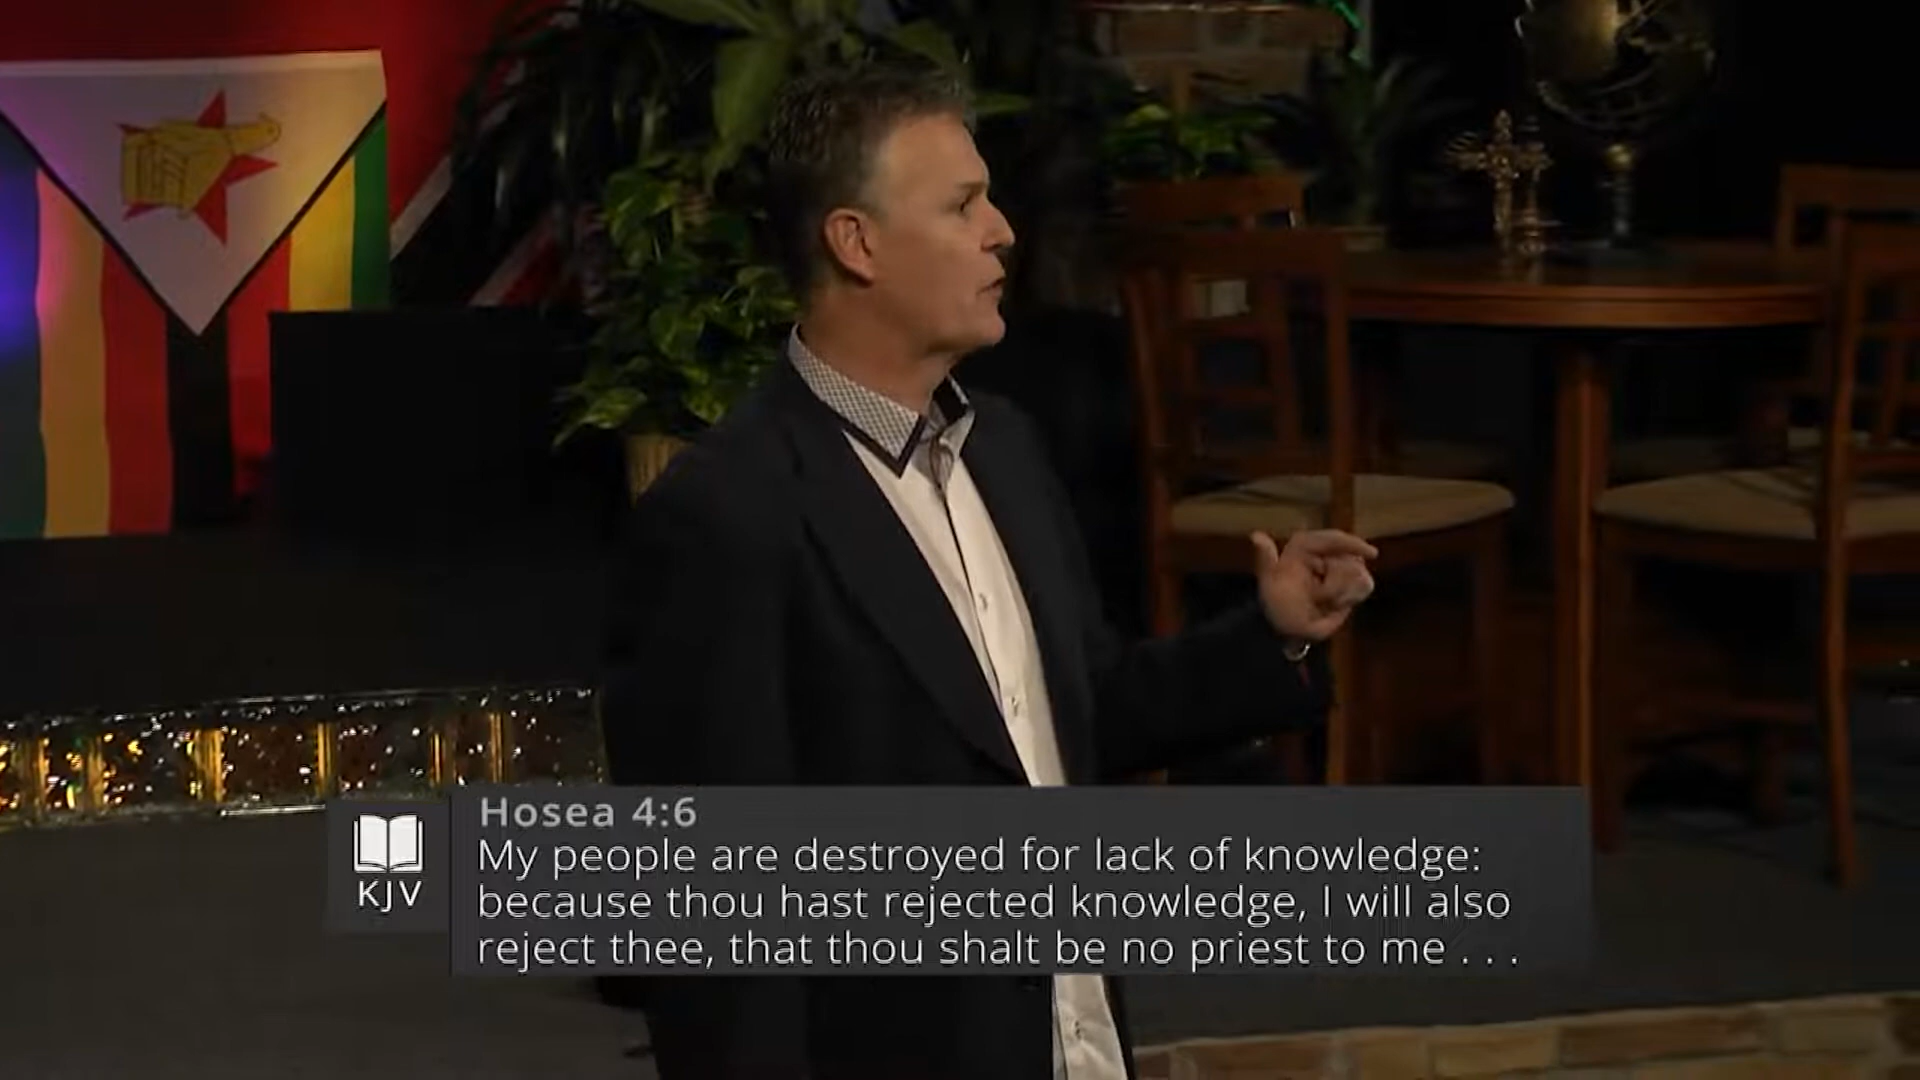 Hosea 4:6
My people are destroyed for lack of knowledge:
because thou hast rejected knowledge, I will also
reject thee, that thou shalt be no priest to me . . .
KJV